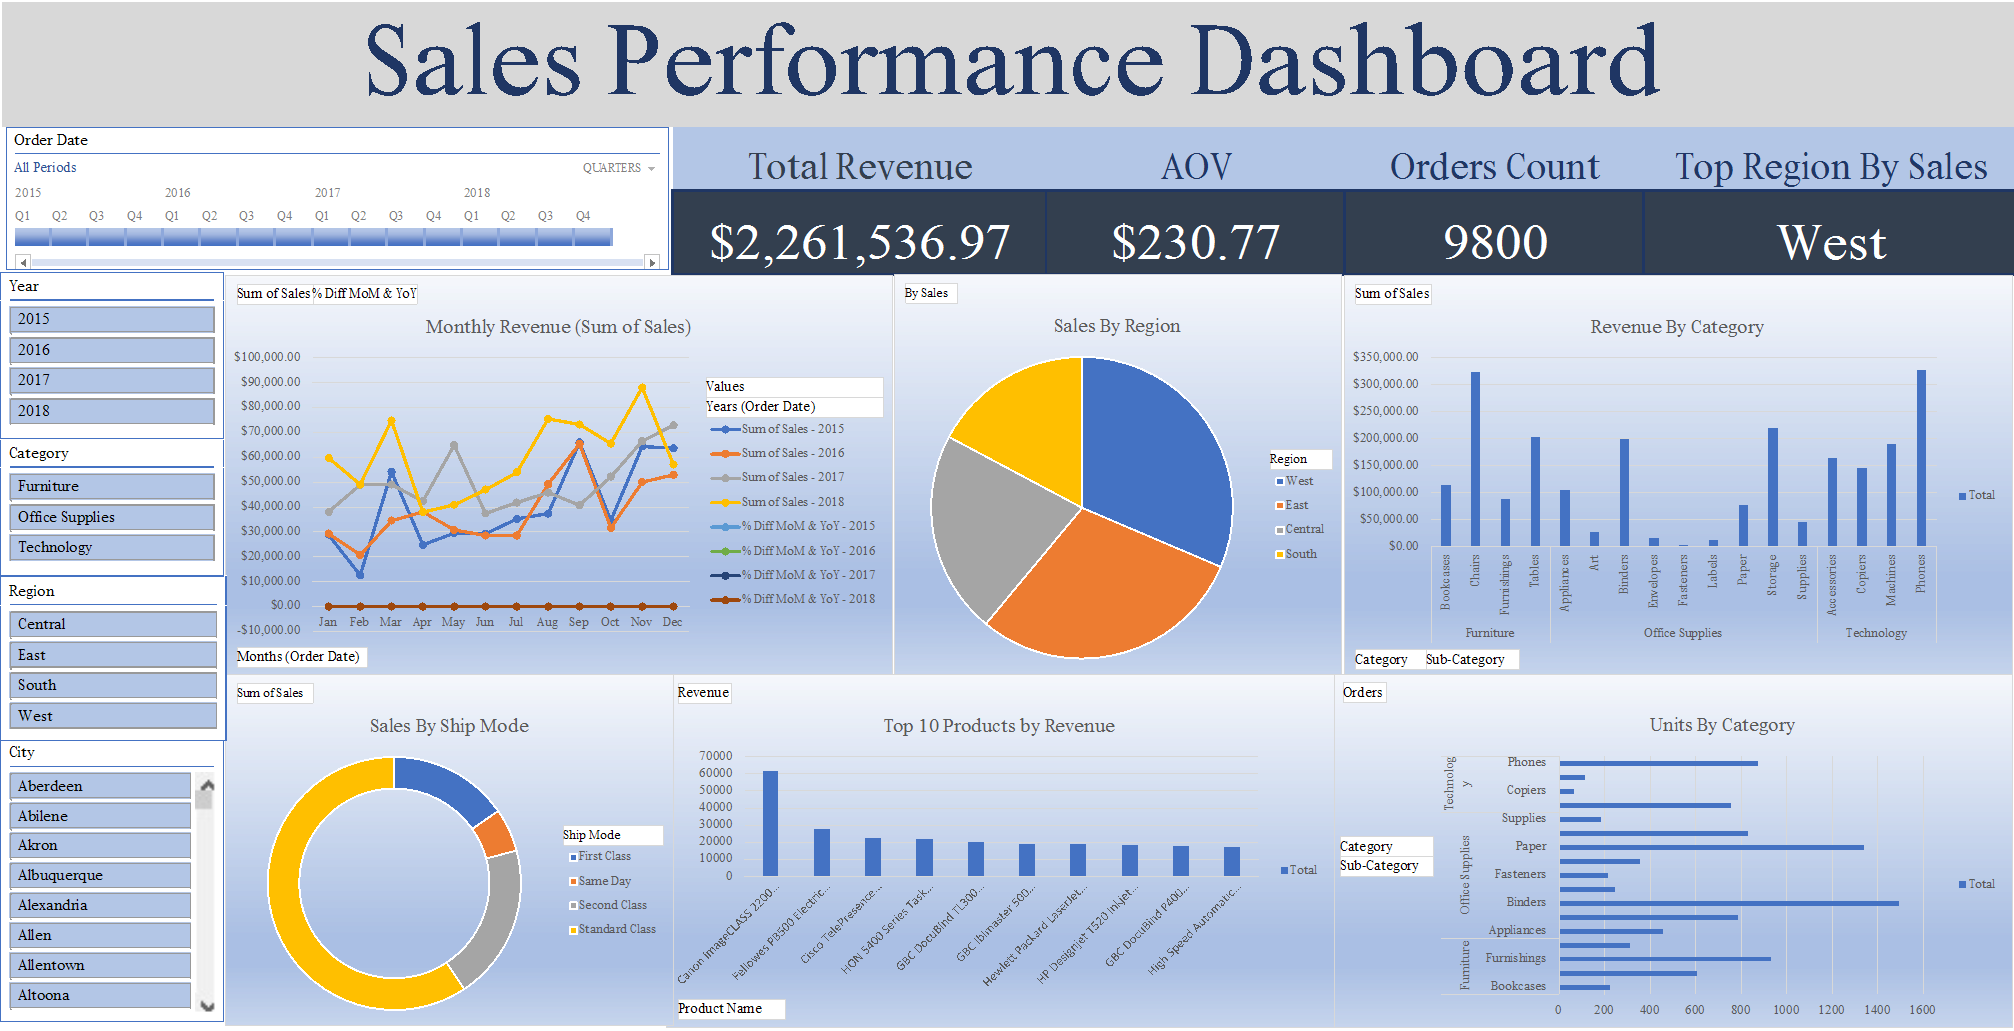 Sales Performance Dashboard
Order Date
All Periods
QUARTERS
2015 2016 2017 2018
Q1 Q2 Q3 Q4 Q1 Q2 Q3 Q4 Q1 Q2 Q3 Q4 Q1 Q2 Q3 Q4
Total Revenue AOV Orders Count Top Region By Sales
$2,261,536.97 $230.77 9800 West
Year
2015
2016
2017
2018
Category
Furniture
Office Supplies
Technology
Region
Central
East
South
West
City
Aberdeen
Abilene
Akron
Albuquerque
Alexandria
Allen
Allentown
Altoona
Sum of Sales % Diff MoM & YoY
Monthly Revenue (Sum of Sales)
$100,000.00
$90,000.00
$80,000.00
$70,000.00
$60,000.00
$50,000.00
$40,000.00
$30,000.00
$20,000.00
$10,000.00
$0.00
-$10,000.00
Jan Feb Mar Apr May Jun Jul Aug Sep Oct Nov Dec
Values
Years (Order Date)
Sum of Sales - 2015
Sum of Sales - 2016
Sum of Sales - 2017
Sum of Sales - 2018
% Diff MoM & YoY - 2015
% Diff MoM & YoY - 2016
% Diff MoM & YoY - 2017
% Diff MoM & YoY - 2018
Months (Order Date)
By Sales
Sales By Region
Region
West
East
Central
South
Sum of Sales
Revenue By Category
$350,000.00
$300,000.00
$250,000.00
$200,000.00
$150,000.00
$100,000.00
$50,000.00
$0.00
Bookcases
Chairs
Furnishings
Tables
Appliances
Art
Binders
Envelopes
Fasteners
Labels
Paper
Storage
Supplies
Accessories
Copiers
Machines
Phones
Furniture Office Supplies Technology
Total
Category Sub-Category
Sum of Sales
Sales By Ship Mode
Ship Mode
First Class
Same Day
Second Class
Standard Class
Revenue
Top 10 Products by Revenue
70000
60000
50000
40000
30000
20000
10000
0
Canon imageCLASS 2200...
Fellowes PB500 Electric...
Cisco TelePresence...
HON 5400 Series Task...
GBC DocuBind TL300...
GBC Ibimaster 500...
Hewlett Packard LaserJet...
HP Designjet T520 Inkjet...
GBC DocuBind P400...
High Speed Automatic...
Total
Product Name
Orders
Units By Category
Category
Sub-Category
Technology
Office Supplies
Furniture
Phones
Copiers
Supplies
Paper
Fasteners
Binders
Appliances
Furnishings
Bookcases
0 200 400 600 800 1000 1200 1400 1600
Total